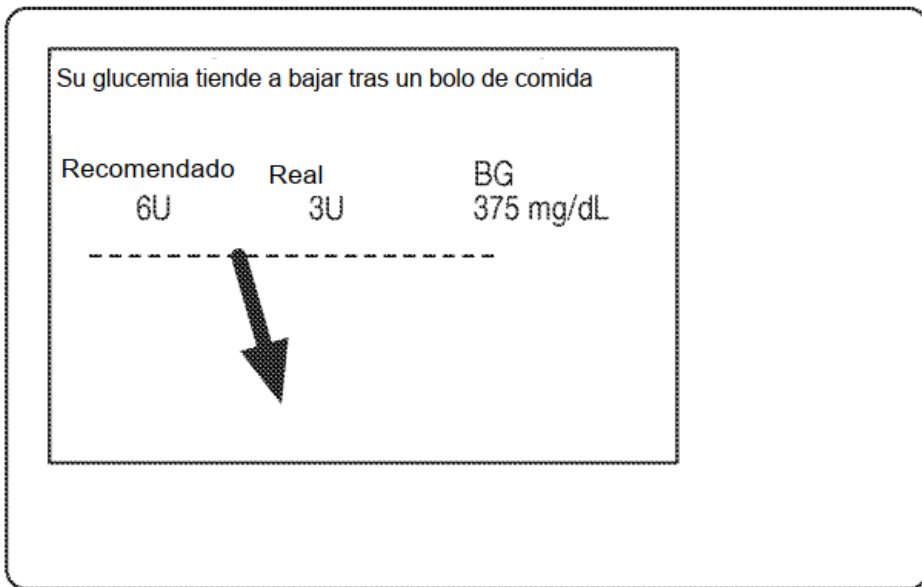 Su glucemia tiende a bajar tras un bolo de comida
Recomendado Real BG
6U 3U 375 mg/dL